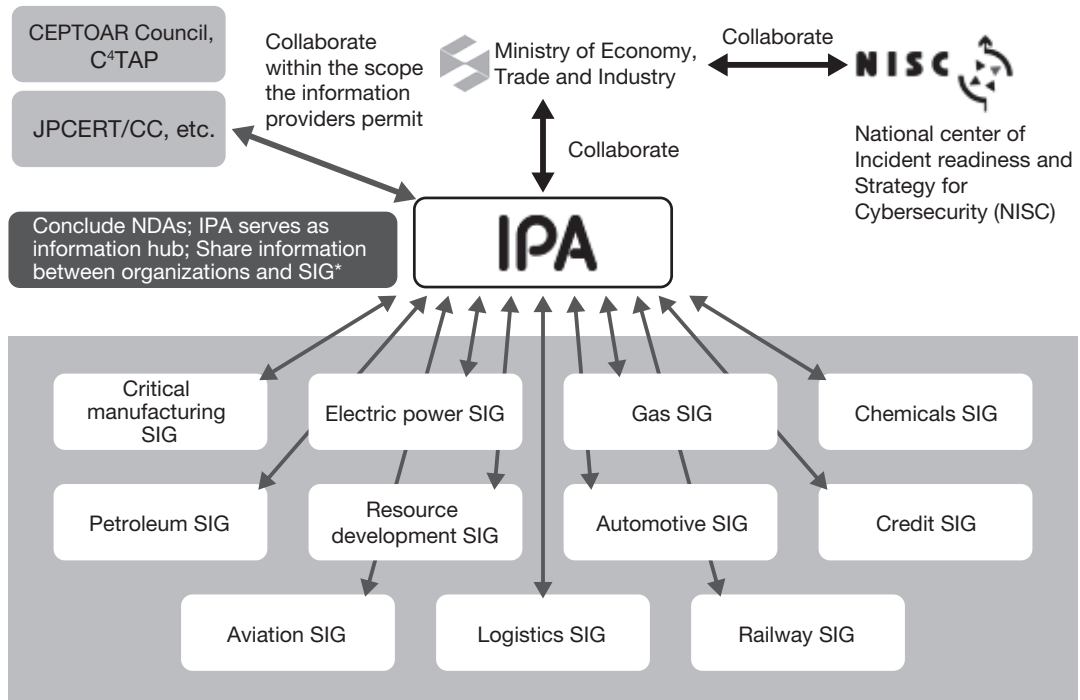 CEPTOAR Council,
C⁴TAP
JPCERT/CC, etc.
Collaborate
within the scope
the information
providers permit
Ministry of Economy,
Trade and Industry
Collaborate
NISC
National center of
Incident readiness and
Strategy for
Cybersecurity (NISC)
Collaborate
IPA
Conclude NDAs; IPA serves as
information hub; Share information
between organizations and SIG*
Critical
manufacturing
SIG
Electric power SIG
Gas SIG
Chemicals SIG
Petroleum SIG
Resource
development SIG
Automotive SIG
Credit SIG
Aviation SIG
Logistics SIG
Railway SIG